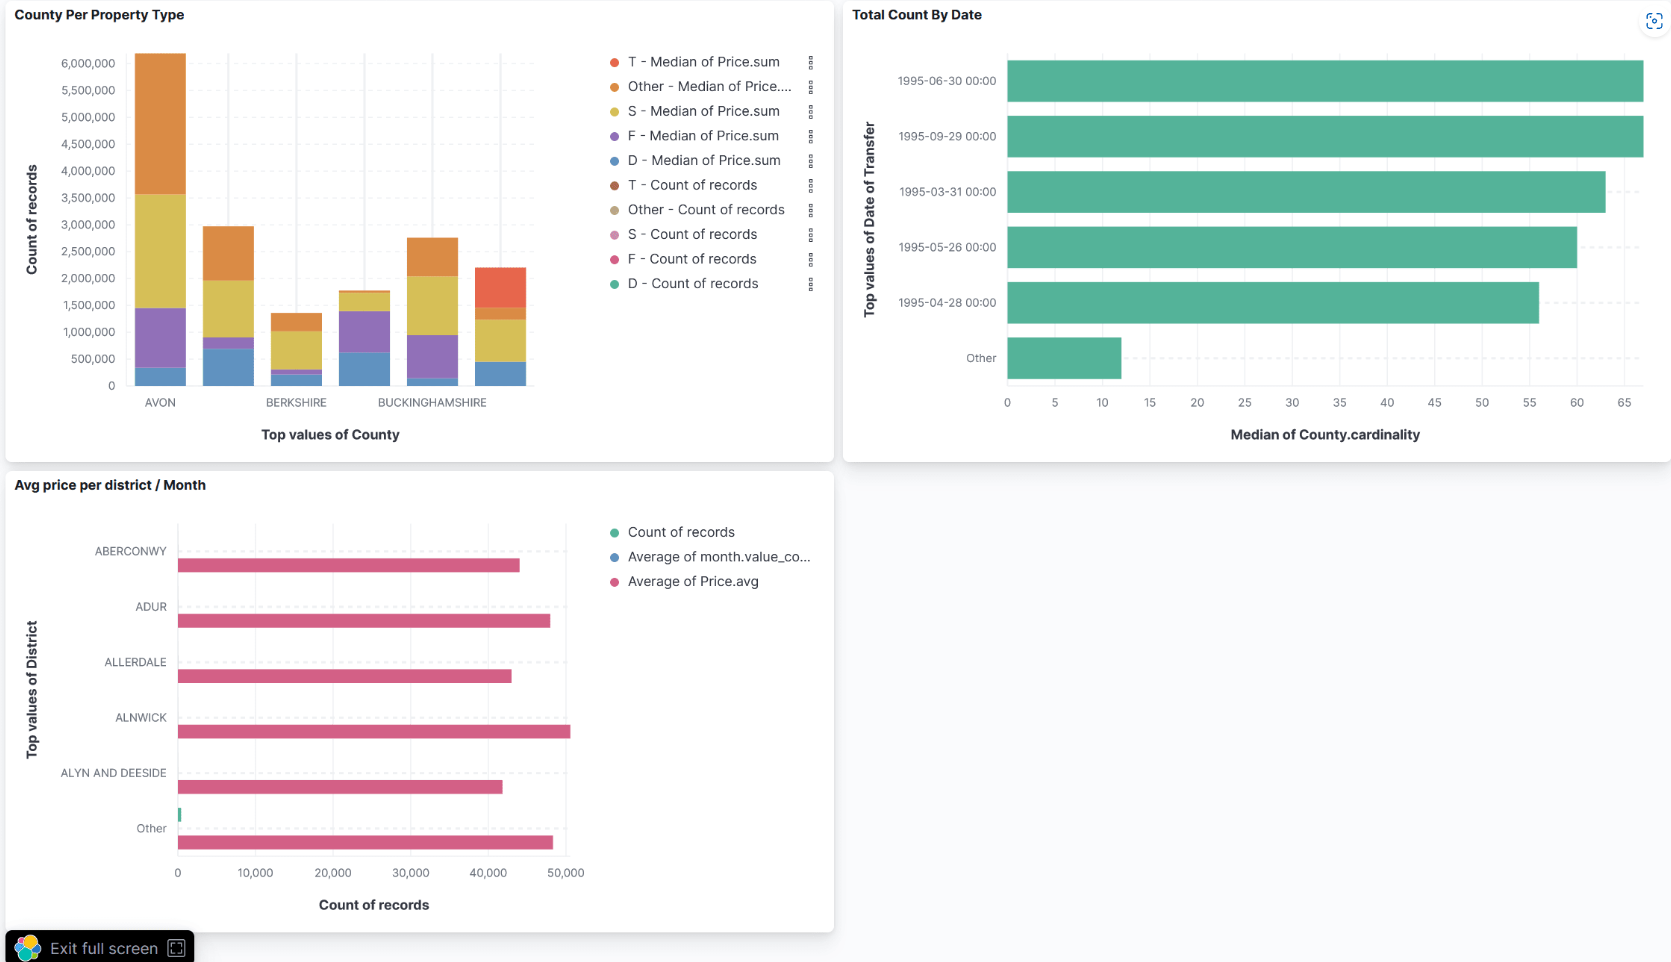 County Per Property Type
Count of records
6,000,000
5,500,000
5,000,000
4,500,000
4,000,000
3,500,000
3,000,000
2,500,000
2,000,000
1,500,000
1,000,000
500,000
0
AVON
BERKSHIRE
BUCKINGHAMSHIRE
Top values of County
T - Median of Price.sum
Other - Median of Price....
S - Median of Price.sum
F - Median of Price.sum
D - Median of Price.sum
T - Count of records
Other - Count of records
S - Count of records
F - Count of records
D - Count of records
Total Count By Date
Top values of Date of Transfer
1995-06-30 00:00
1995-09-29 00:00
1995-03-31 00:00
1995-05-26 00:00
1995-04-28 00:00
Other
0 5 10 15 20 25 30 35 40 45 50 55 60 65
Median of County.cardinality
Avg price per district / Month
Top values of District
ABERCONWY
ADUR
ALLERDALE
ALNWICK
ALYN AND DEESIDE
Other
0 10,000 20,000 30,000 40,000 50,000
Count of records
Count of records
Average of month.value_co...
Average of Price.avg
Exit full screen